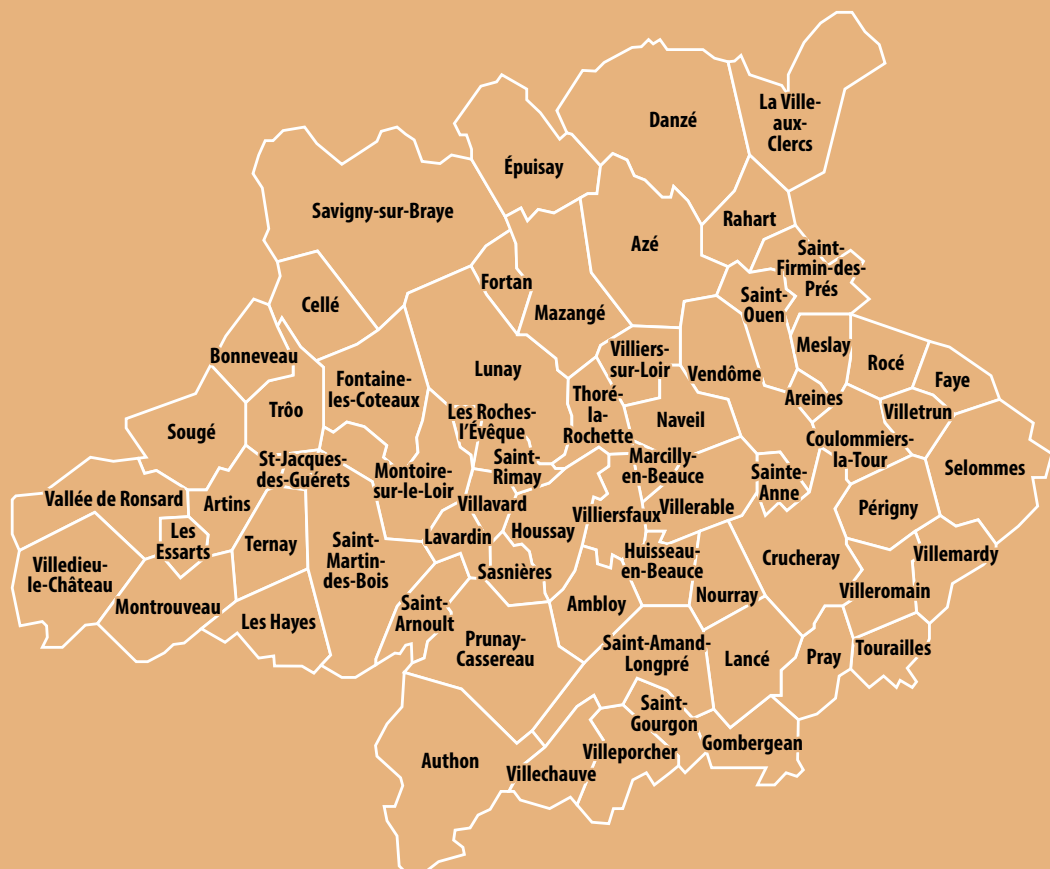 La Ville-
aux-
Clercs
Danzé
Épuisay
Savigny-sur-Braye
Rahart
Azé
Saint-
Firmin-des-
Prés
Fortan
Saint-
Ouen
Cellé
Mazangé
Meslay
Bonneveau
Villiers-
sur-Loir
Rocé
Lunay
Vendôme
Faye
Fontaine-
les-Coteaux
Thoré-
la-
Rochette
Areines
Trôo
Les Roches-
l'Évêque
Naveil
Villetrun
Sougé
Coulommiers-
la-Tour
St-Jacques-
des-Guérets
Saint-
Rimay
Marcilly-
en-Beauce
Selommes
Montoire-
sur-le-Loir
Sainte-
Anne
Vallée de Ronsard
Artins
Villavard
Villiersfaux
Villerable
Périgny
Les
Essarts
Ternay
Lavardin
Houssay
Saint-
Martin-
des-Bois
Huisseau-
en-Beauce
Crucheray
Villemardy
Villedieu-
le-Château
Sasnières
Villeromain
Montrouveau
Saint-
Arnoult
Ambloy
Nourray
Les Hayes
Prunay-
Cassereau
Saint-Amand-
Longpré
Lancé
Pray
Tourailles
Saint-
Gourgon
Authon
Villeporcher
Gombergean
Villechauve